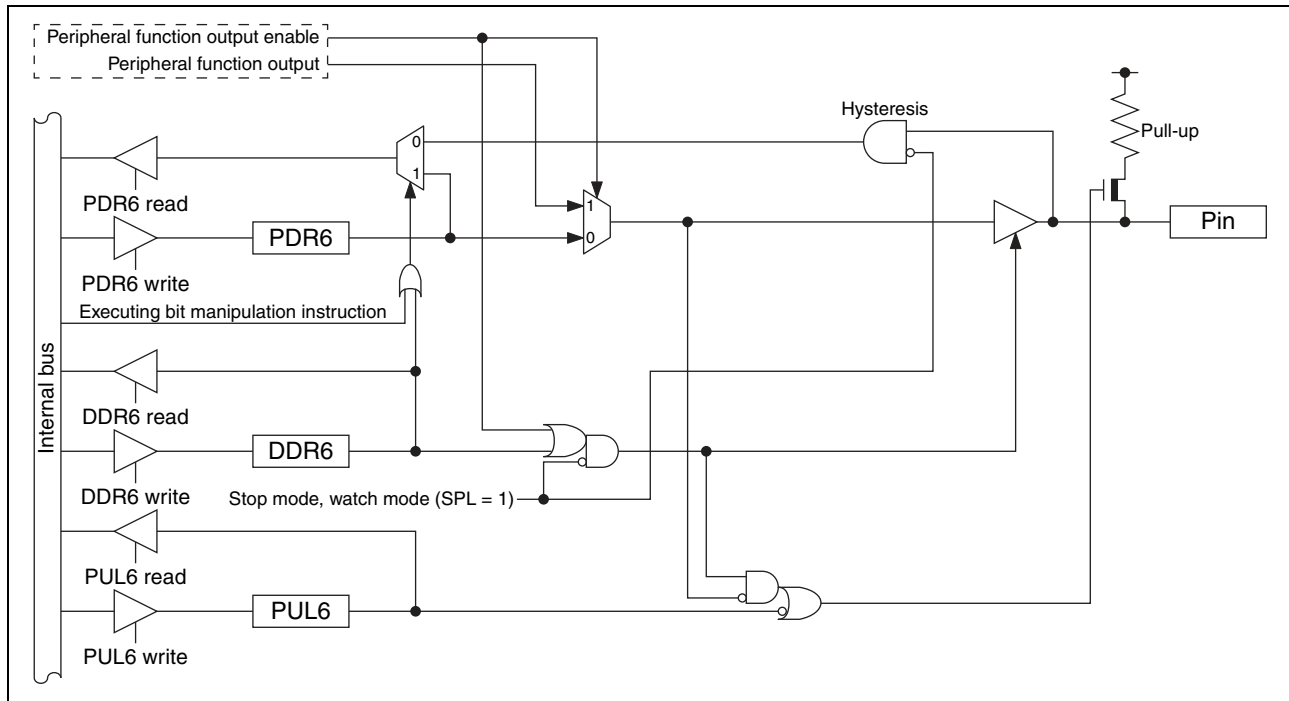 Peripheral function output enable
Peripheral function output
Hysteresis
Pull-up
0
1
PDR6 read
1
PDR6
0
Pin
PDR6 write
Executing bit manipulation instruction
Internal bus
DDR6 read
DDR6
DDR6 write
Stop mode, watch mode (SPL = 1)
PUL6 read
PUL6
PUL6 write